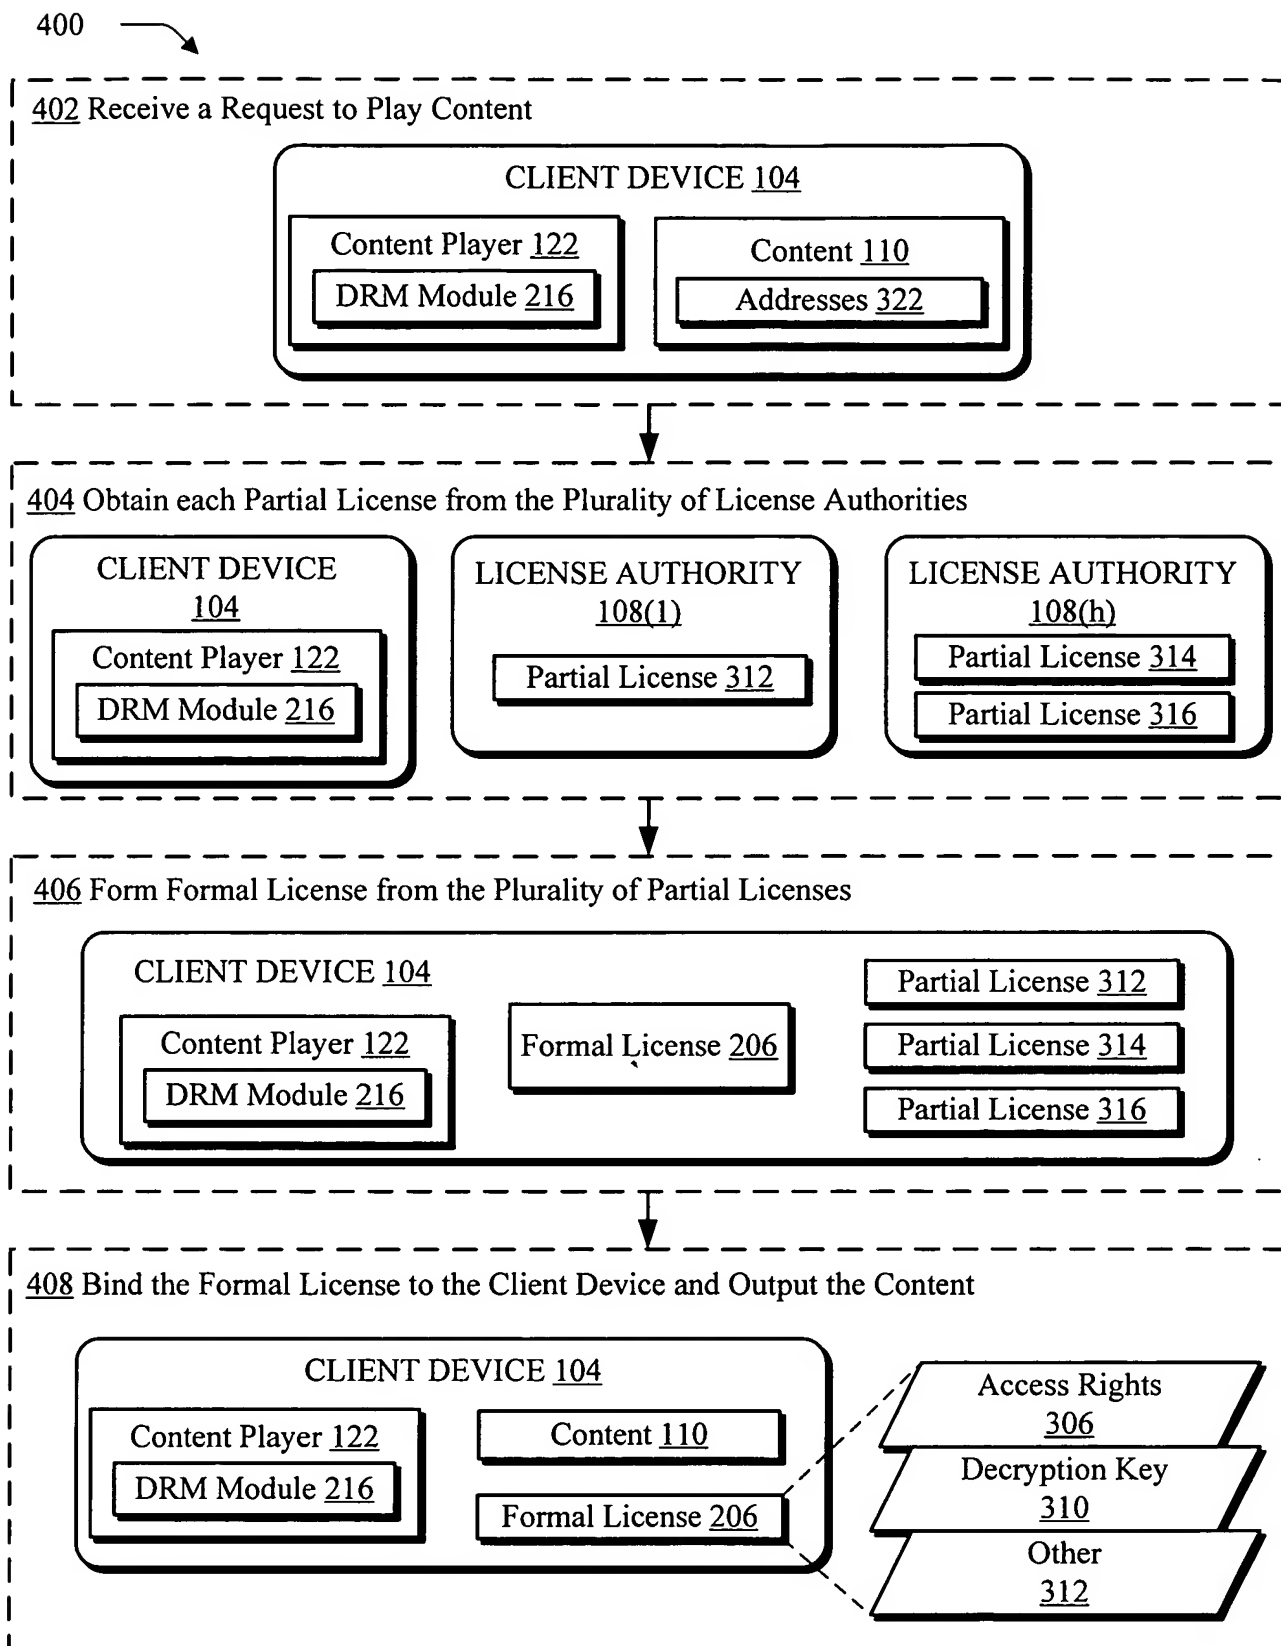 400
402 Receive a Request to Play Content
CLIENT DEVICE 104
Content Player 122
DRM Module 216
Content 110
Addresses 322
404 Obtain each Partial License from the Plurality of License Authorities
CLIENT DEVICE
104
Content Player 122
DRM Module 216
LICENSE AUTHORITY
108(1)
Partial License 312
LICENSE AUTHORITY
108(h)
Partial License 314
Partial License 316
406 Form Formal License from the Plurality of Partial Licenses
CLIENT DEVICE 104
Content Player 122
DRM Module 216
Formal License 206
Partial License 312
Partial License 314
Partial License 316
408 Bind the Formal License to the Client Device and Output the Content
CLIENT DEVICE 104
Content Player 122
DRM Module 216
Content 110
Formal License 206
Access Rights
306
Decryption Key
310
Other
312